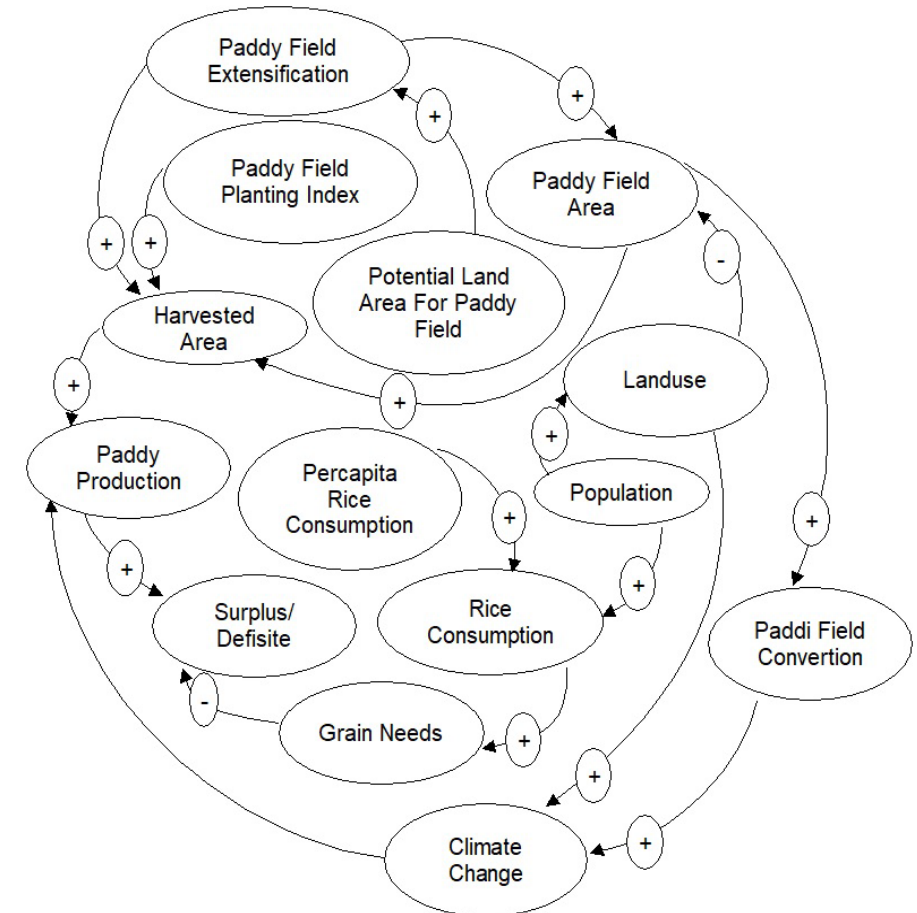 Paddy Field
Extensification
+
+
Paddy Field
Planting Index
Paddy Field
Area
+
+
-
Potential Land
Area For Paddy
Field
Harvested
Area
+
+
Landuse
+
Paddy
Production
Percapita
Rice
Consumption
Population
+
+
+
+
Surplus/
Defisite
Rice
Consumption
Paddi Field
Convertion
-
Grain Needs
+
+
+
Climate
Change